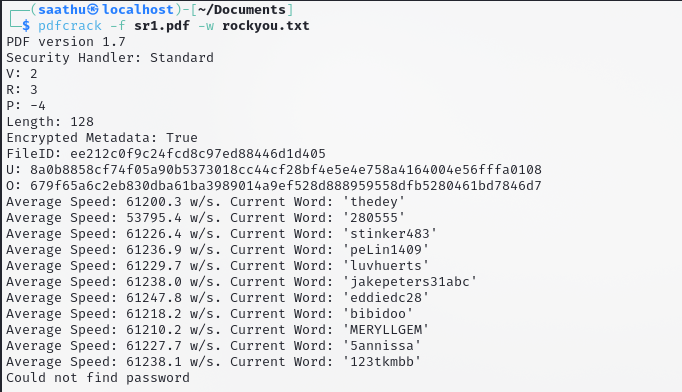 ┌──(saathu㉿localhost)-[~/Documents]
└─$ pdfcrack -f sr1.pdf -w rockyou.txt
PDF version 1.7
Security Handler: Standard
V: 2
R: 3
P: -4
Length: 128
Encrypted Metadata: True
FileID: ee212c0f9c24fcd8c97ed88446d1d405
U: 8a0b8858cf74f05a90b5373018cc44cf28bf4e5e4e758a4164004e56fffa0108
O: 679f65a6c2eb830dba61ba3989014a9ef528d888959558dfb5280461bd7846d7
Average Speed: 61200.3 w/s. Current Word: 'thedey'
Average Speed: 53795.4 w/s. Current Word: '280555'
Average Speed: 61226.4 w/s. Current Word: 'stinker483'
Average Speed: 61236.9 w/s. Current Word: 'peLin1409'
Average Speed: 61229.7 w/s. Current Word: 'luvhuerts'
Average Speed: 61238.0 w/s. Current Word: 'jakepeters31abc'
Average Speed: 61247.8 w/s. Current Word: 'eddiedc28'
Average Speed: 61218.2 w/s. Current Word: 'bibidoo'
Average Speed: 61210.2 w/s. Current Word: 'MERYLLGEM'
Average Speed: 61227.7 w/s. Current Word: '5annissa'
Average Speed: 61238.1 w/s. Current Word: '123tkmbb'
Could not find password